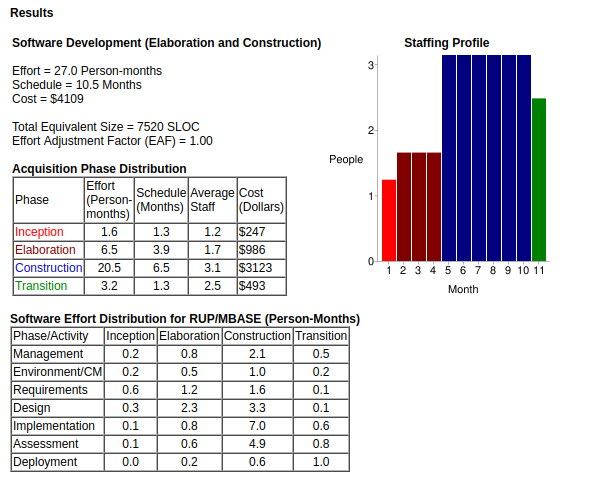 Results
Software Development (Elaboration and Construction)
Effort = 27.0 Person-months
Schedule = 10.5 Months
Cost = $4109
Total Equivalent Size = 7520 SLOC
Effort Adjustment Factor (EAF) = 1.00
Acquisition Phase Distribution
Phase Effort (Person-months) Schedule (Months) Average Staff Cost (Dollars)
Inception 1.6 1.3 1.2 $247
Elaboration 6.5 3.9 1.7 $986
Construction 20.5 6.5 3.1 $3123
Transition 3.2 1.3 2.5 $493
Staffing Profile
3
2
People
1
0
1 2 3 4 5 6 7 8 9 10 11
Month
Software Effort Distribution for RUP/MBASE (Person-Months)
Phase/Activity Inception Elaboration Construction Transition
Management 0.2 0.8 2.1 0.5
Environment/CM 0.2 0.5 1.0 0.2
Requirements 0.6 1.2 1.6 0.1
Design 0.3 2.3 3.3 0.1
Implementation 0.1 0.8 7.0 0.6
Assessment 0.1 0.6 4.9 0.8
Deployment 0.0 0.2 0.6 1.0